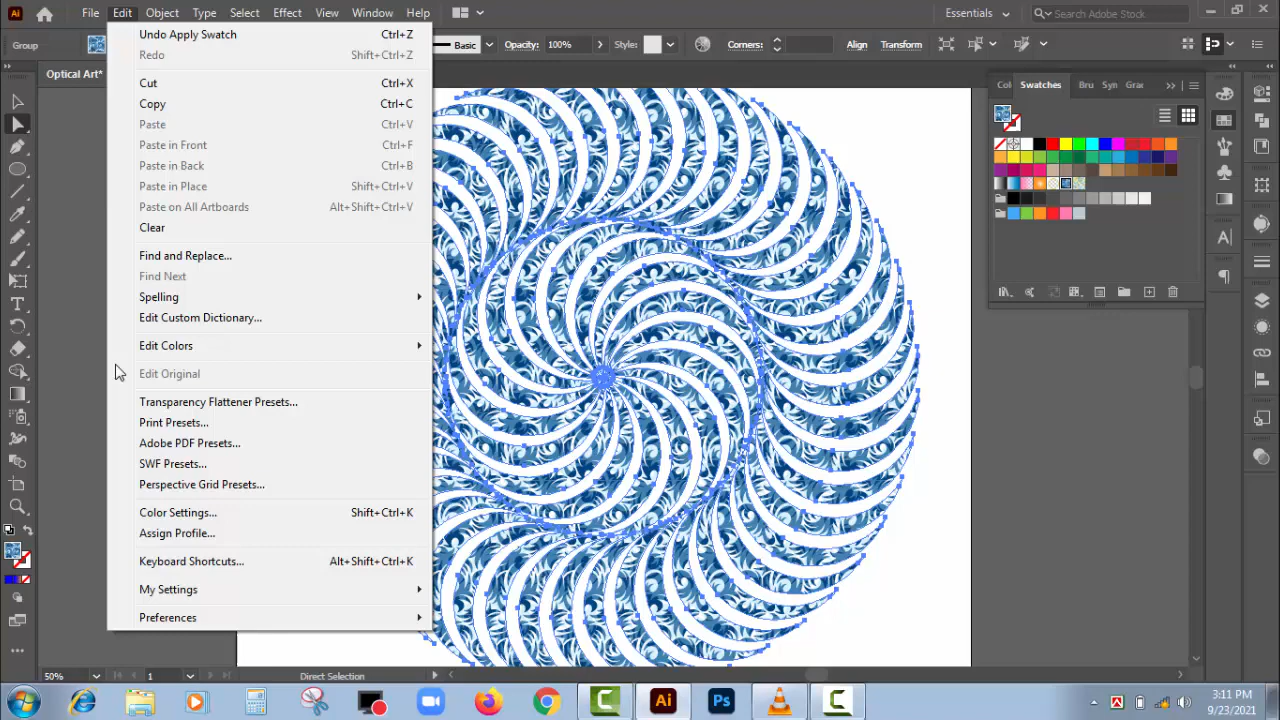 Ai File Edit Object Type Select Effect View Window Help Essentials Search Adobe Stock
Group Basic Opacity: 100% Style: Corners: Align Transform
Optical Art*
Undo Apply Swatch Ctrl+Z
Redo Shift+Ctrl+Z
Cut Ctrl+X
Copy Ctrl+C
Paste Ctrl+V
Paste in Front Ctrl+F
Paste in Back Ctrl+B
Paste in Place Shift+Ctrl+V
Paste on All Artboards Alt+Shift+Ctrl+V
Clear
Find and Replace...
Find Next
Spelling
Edit Custom Dictionary...
Edit Colors
Edit Original
Transparency Flattener Presets...
Print Presets...
Adobe PDF Presets...
SWF Presets...
Perspective Grid Presets...
Color Settings... Shift+Ctrl+K
Assign Profile...
Keyboard Shortcuts... Alt+Shift+Ctrl+K
My Settings
Preferences
Col Swatches Bru Syn Grac
50% 1 Direct Selection
Ai Ps
3:11 PM
9/23/2021